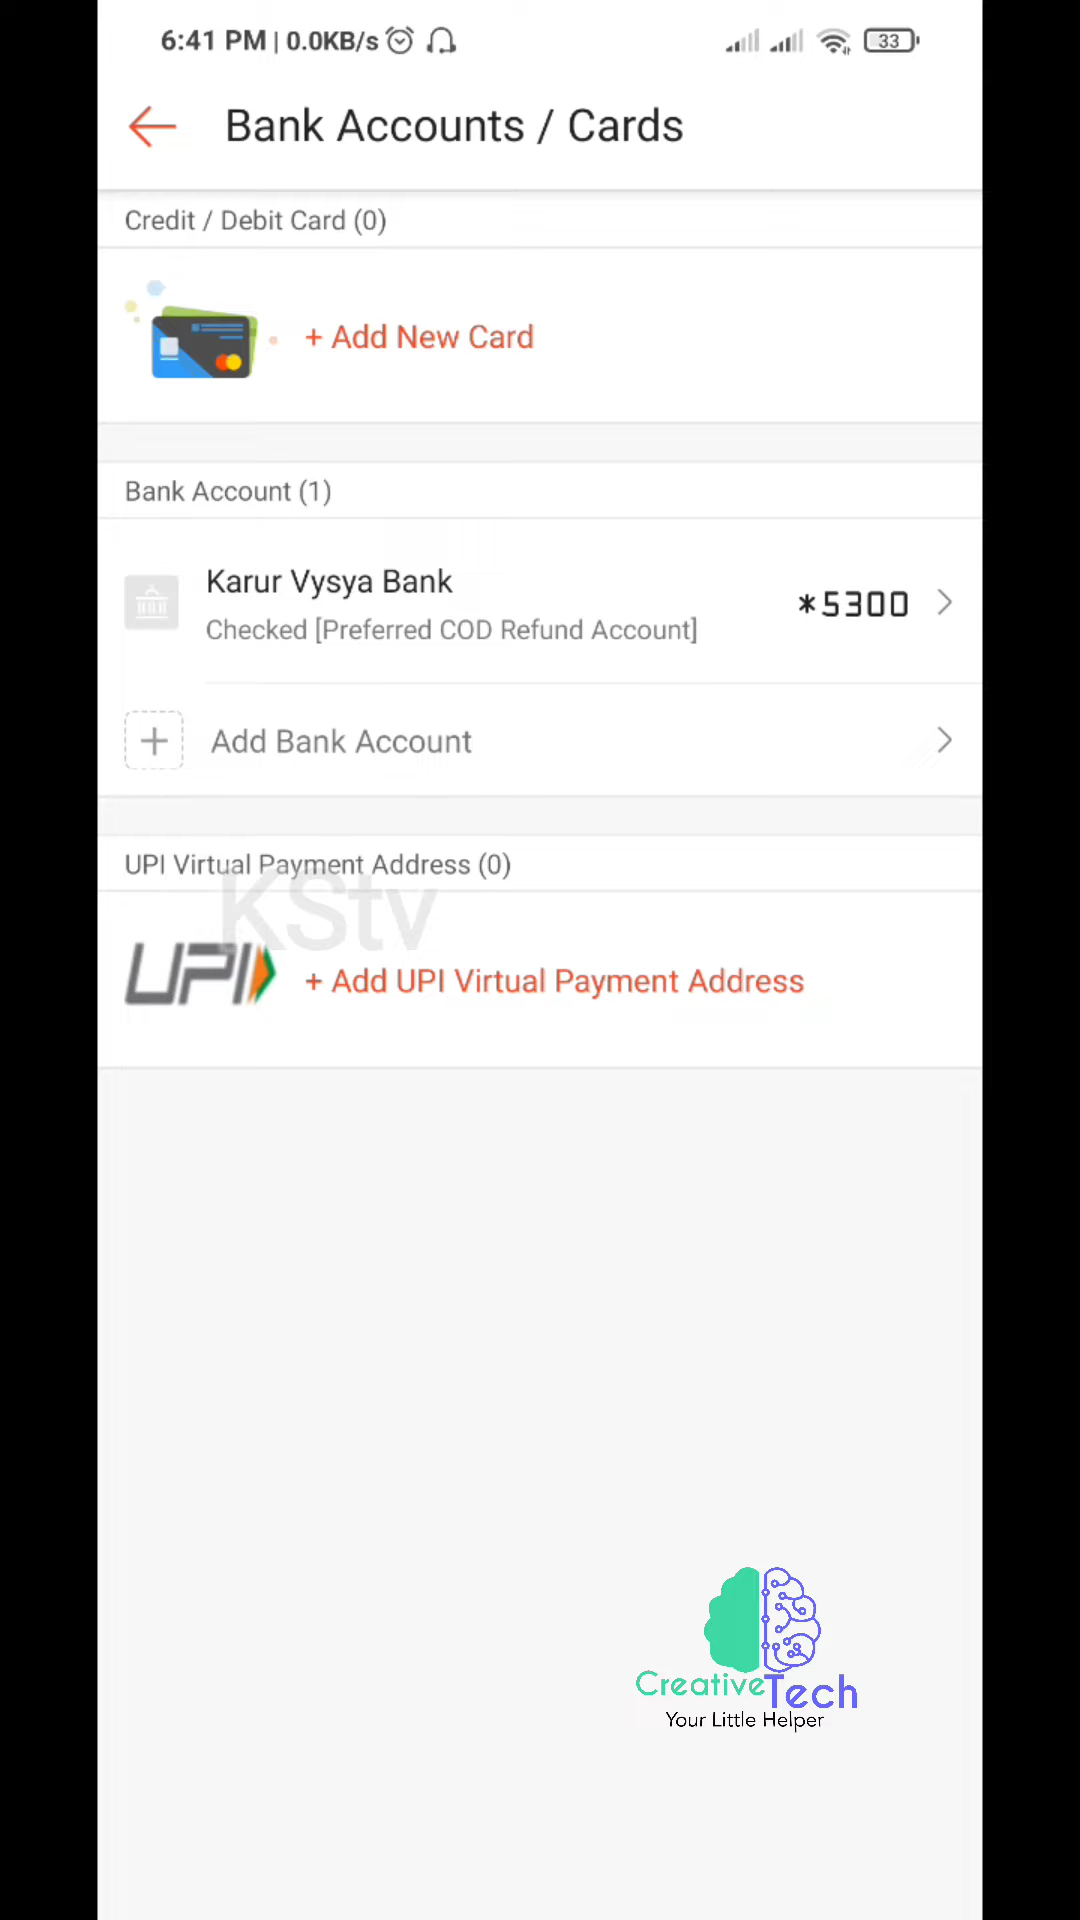 6:41 PM | 0.0KB/s
33
Bank Accounts / Cards
Credit / Debit Card (0)
+ Add New Card
Bank Account (1)
Karur Vysya Bank
*5300
Checked [Preferred COD Refund Account]
Add Bank Account
UPI Virtual Payment Address (0)
KStv
UPI
+ Add UPI Virtual Payment Address
CreativeTech
Your Little Helper